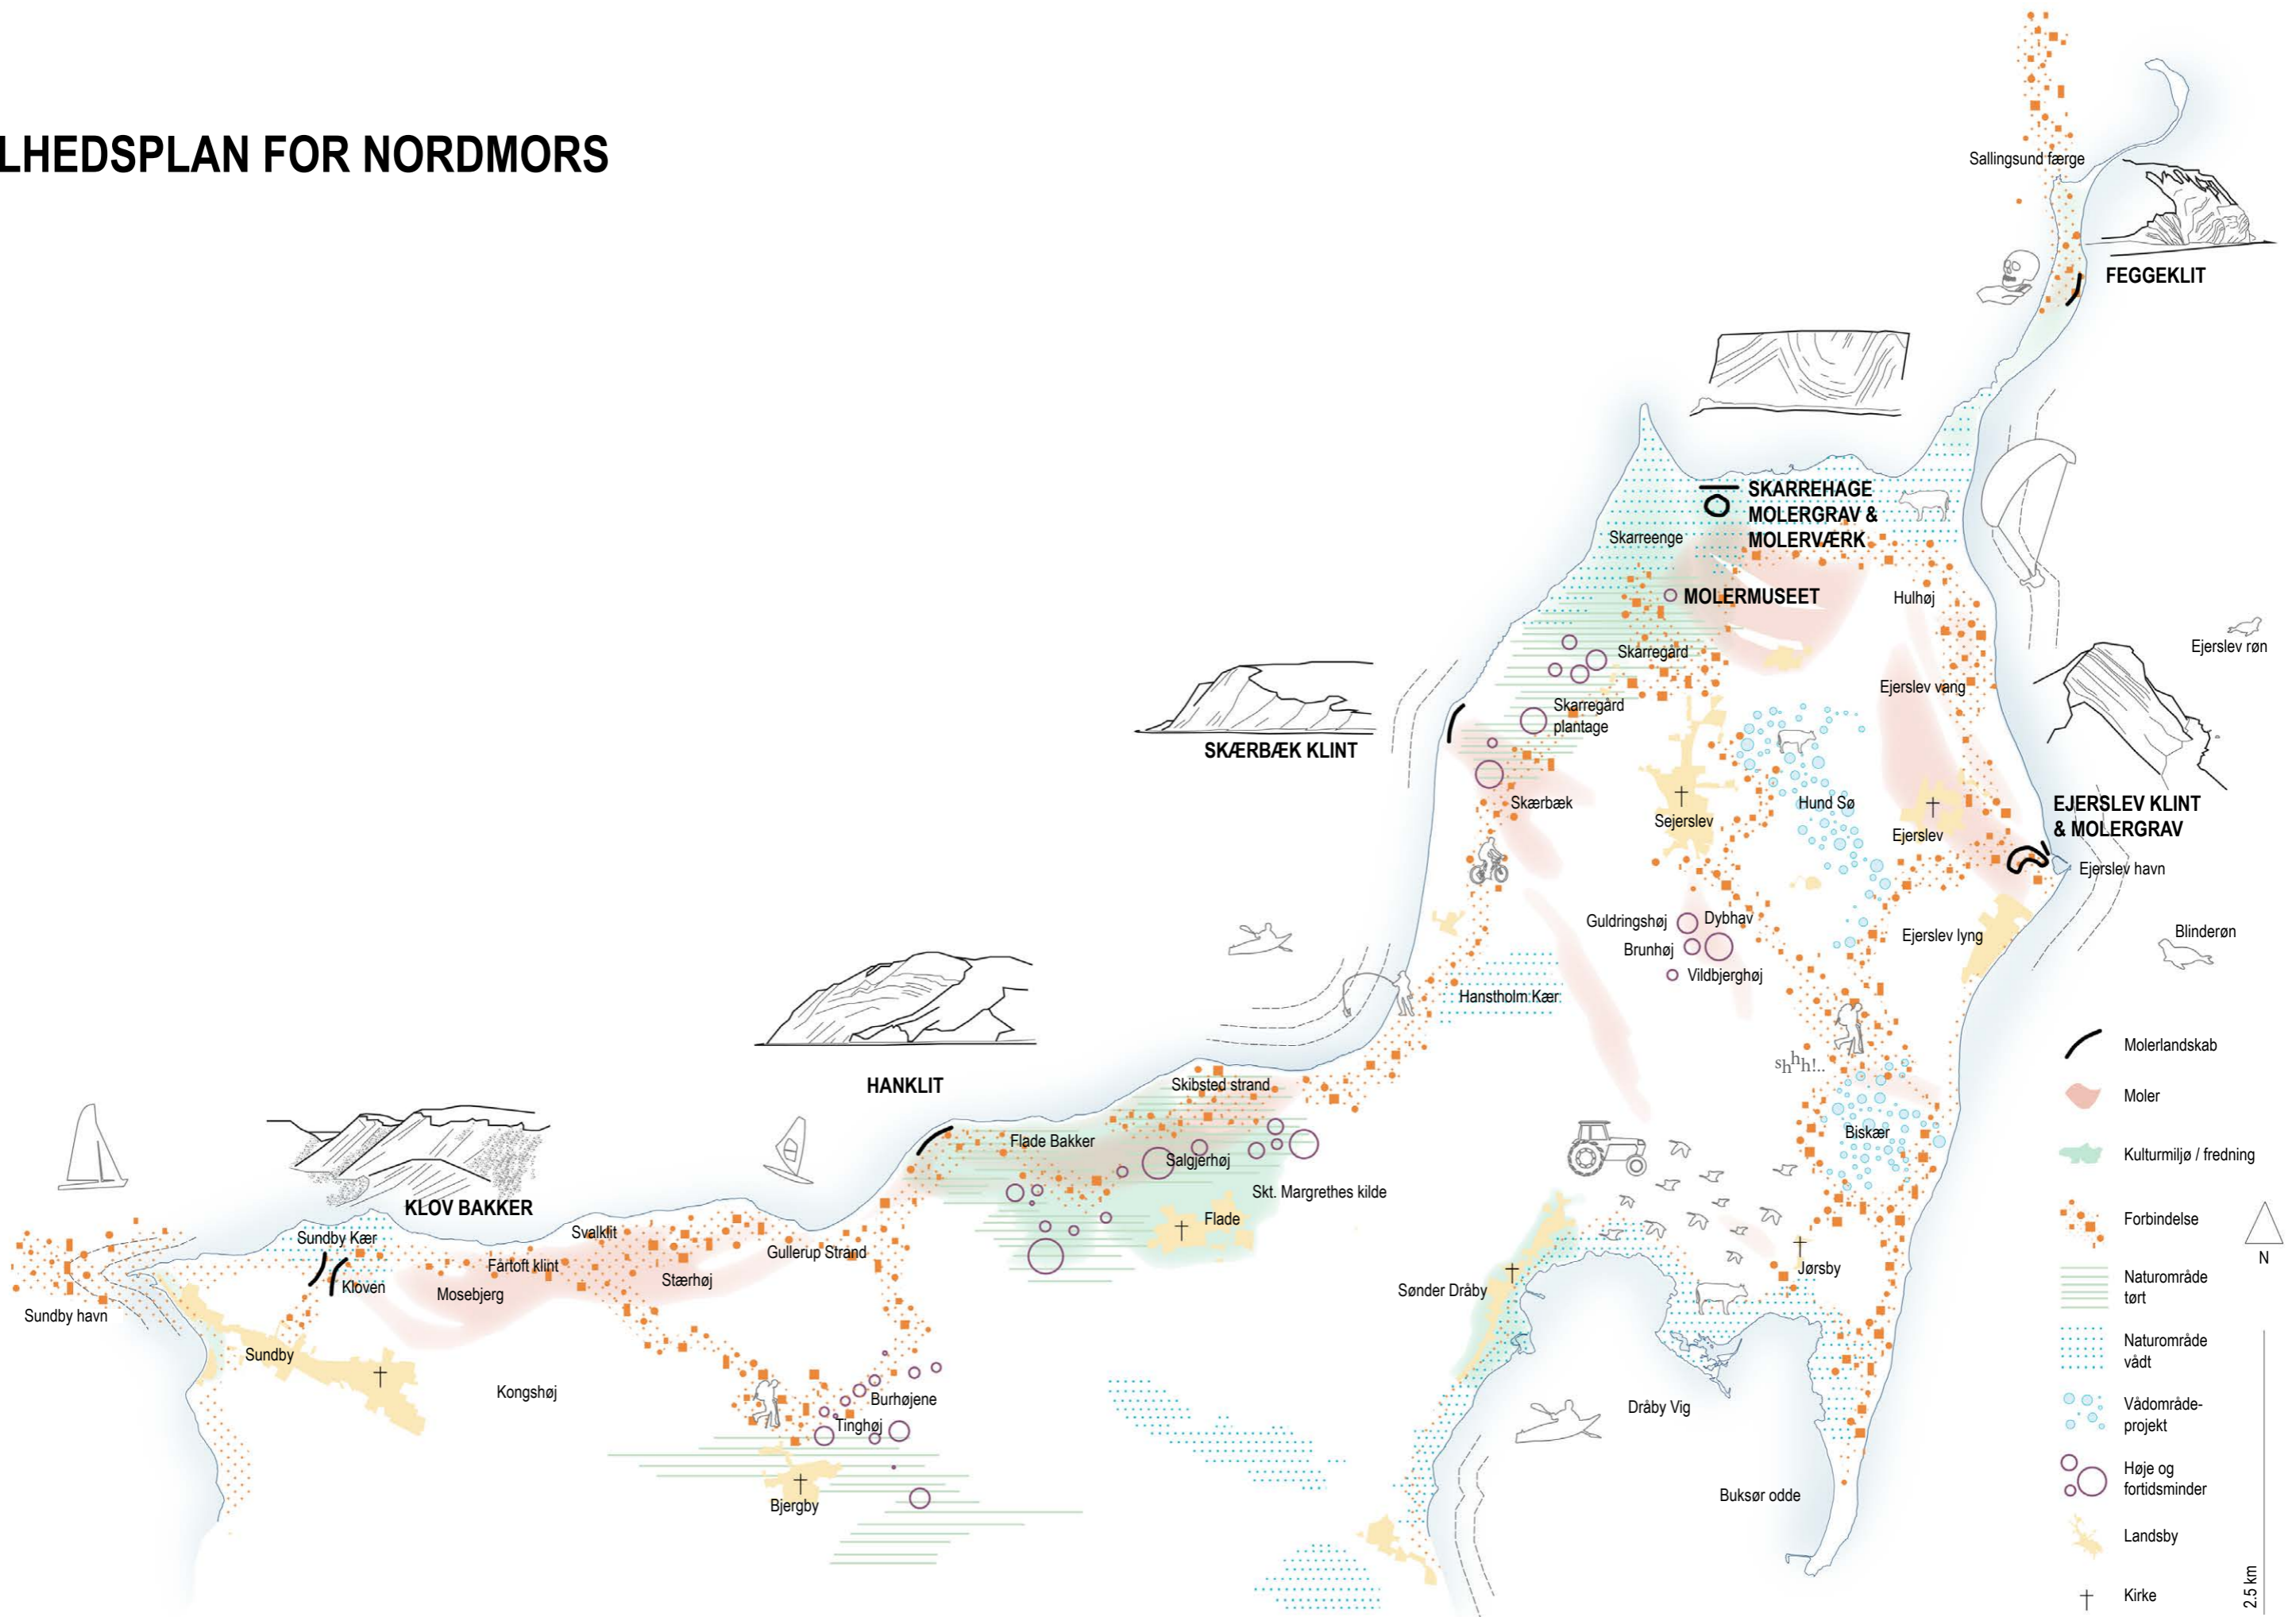 LHEDSPLAN FOR NORDMORS
Sallingsund færge
FEGGEKLIT
SKARREHAGE
MOLERGRAV &
MOLERVÆRK
Skarreenge
MOLERMUSEET
Hulhøj
Ejerslev røn
Skarregård
Ejerslev vang
Skarregård
plantage
SKÆRBÆK KLINT
Skærbæk
Hund Sø
EJERSLEV KLINT
& MOLERGRAV
Sejerslev
Ejerslev
Ejerslev havn
Guldringshøj
Dybhav
Brunhøj
Ejerslev lyng
Blinderøn
Vildbjerghøj
Hanstholm Kær
shhh!..
HANKLIT
Skibsted strand
Biskær
Flade Bakker
Salgjerhøj
Skt. Margrethes kilde
KLOV BAKKER
Flade
Sundby Kær
Svalklit
Gullerup Strand
Fårtoft klint
Stærhøj
Kloven
Mosebjerg
Jørsby
Sønder Dråby
Sundby havn
Sundby
Kongshøj
Burhøjene
Dråby Vig
Tinghøj
Bjergby
Buksør odde
Molerlandskab
Moler
Kulturmiljø / fredning
Forbindelse
N
Naturområde
tørt
Naturområde
vådt
Vådområde-
projekt
Høje og
fortidsminder
Landsby
Kirke
2.5 km